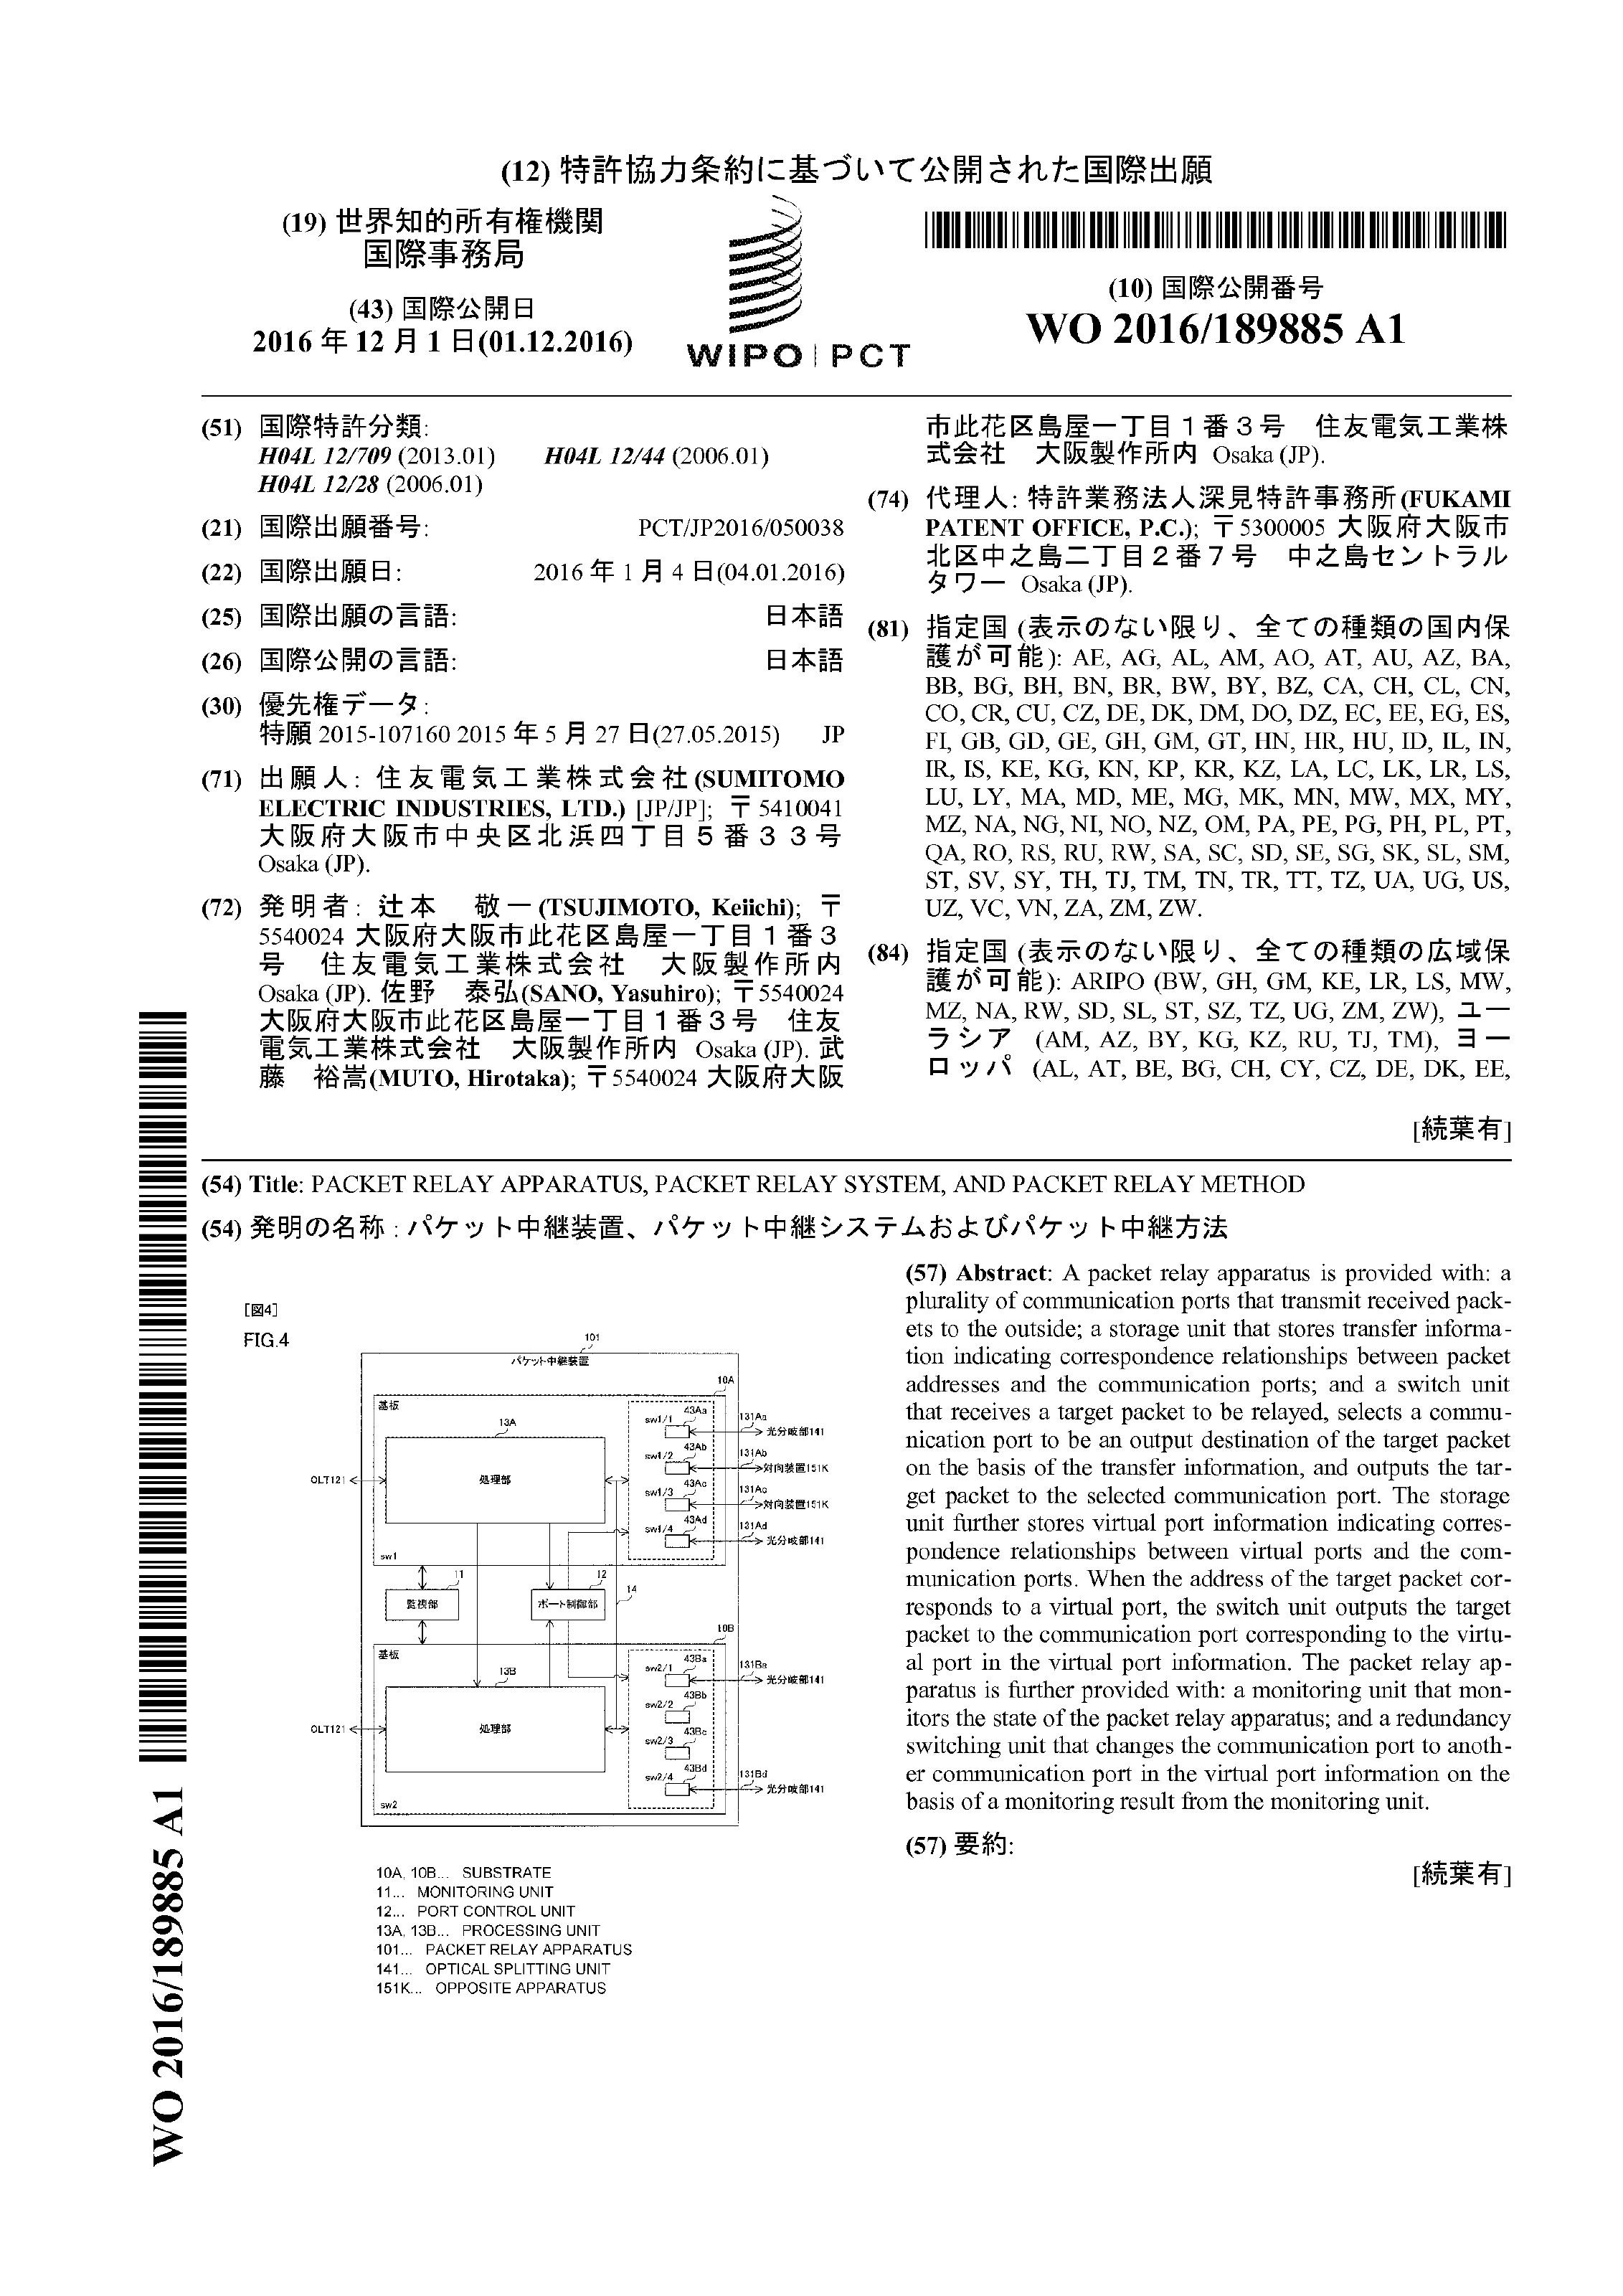 (12) 特許協力条約に基づいて公開された国際出願
(19) 世界知的所有権機関
国際事務局
(43) 国際公開日
2016 年 12 月 1 日(01.12.2016)
WIPO | PCT
(10) 国際公開番号
WO 2016/189885 A1
(51) 国際特許分類:
H04L 12/709 (2013.01) H04L 12/44 (2006.01)
H04L 12/28 (2006.01)
(21) 国際出願番号: PCT/JP2016/050038
(22) 国際出願日: 2016 年 1 月 4 日(04.01.2016)
(25) 国際出願の言語: 日本語
(26) 国際公開の言語: 日本語
(30) 優先権データ:
特願 2015-107160 2015 年 5 月 27 日(27.05.2015) JP
(71) 出願人: 住友電気工業株式会社(SUMITOMO
ELECTRIC INDUSTRIES, LTD.) [JP/JP]; 〒5410041
大阪府大阪市中央区北浜四丁目5番33号
Osaka (JP).
(72) 発明者: 辻本 敬一(TSUJIMOTO, Keiichi); 〒
5540024 大阪府大阪市此花区島屋一丁目1番3
号 住友電気工業株式会社 大阪製作所内
Osaka (JP). 佐野 泰弘(SANO, Yasuhiro); 〒5540024
大阪府大阪市此花区島屋一丁目1番3号 住友
電気工業株式会社 大阪製作所内 Osaka (JP). 武
藤 裕嵩(MUTO, Hirotaka); 〒5540024 大阪府大阪
市此花区島屋一丁目1番3号 住友電気工業株
式会社 大阪製作所内 Osaka (JP).
(74) 代理人: 特許業務法人深見特許事務所(FUKAMI
PATENT OFFICE, P.C.); 〒5300005 大阪府大阪市
北区中之島二丁目2番7号 中之島セントラル
タワー Osaka (JP).
(81) 指定国 (表示のない限り、全ての種類の国内保
護が可能): AE, AG, AL, AM, AO, AT, AU, AZ, BA,
BB, BG, BH, BN, BR, BW, BY, BZ, CA, CH, CL, CN,
CO, CR, CU, CZ, DE, DK, DM, DO, DZ, EC, EE, EG, ES,
FI, GB, GD, GE, GH, GM, GT, HN, HR, HU, ID, IL, IN,
IR, IS, KE, KG, KN, KP, KR, KZ, LA, LC, LK, LR, LS,
LU, LY, MA, MD, ME, MG, MK, MN, MW, MX, MY,
MZ, NA, NG, NI, NO, NZ, OM, PA, PE, PG, PH, PL, PT,
QA, RO, RS, RU, RW, SA, SC, SD, SE, SG, SK, SL, SM,
ST, SV, SY, TH, TJ, TM, TN, TR, TT, TZ, UA, UG, US,
UZ, VC, VN, ZA, ZM, ZW.
(84) 指定国 (表示のない限り、全ての種類の広域保
護が可能): ARIPO (BW, GH, GM, KE, LR, LS, MW,
MZ, NA, RW, SD, SL, ST, SZ, TZ, UG, ZM, ZW), ユー
ラシア (AM, AZ, BY, KG, KZ, RU, TJ, TM), ヨー
ロッパ (AL, AT, BE, BG, CH, CY, CZ, DE, DK, EE,
[続葉有]
(54) Title: PACKET RELAY APPARATUS, PACKET RELAY SYSTEM, AND PACKET RELAY METHOD
(54) 発明の名称 : パケット中継装置、パケット中継システムおよびパケット中継方法
[図4]
FIG.4
101
パケット中継装置
10A
基板
13A
処理部
OLT121
sw1/1 43Aa 131Aa 光分岐部141
sw1/2 43Ab 131Ab 対向装置151K
sw1/3 43Ac 131Ac 対向装置151K
sw1/4 43Ad 131Ad 光分岐部141
sw1
11
監視部
12
ポート制御部
14
10B
基板
13B
処理部
OLT121
sw2/1 43Ba 131Ba 光分岐部141
sw2/2 43Bb
sw2/3 43Bc
sw2/4 43Bd 131Bd 光分岐部141
sw2
10A, 10B... SUBSTRATE
11... MONITORING UNIT
12... PORT CONTROL UNIT
13A, 13B... PROCESSING UNIT
101... PACKET RELAY APPARATUS
141... OPTICAL SPLITTING UNIT
151K... OPPOSITE APPARATUS
(57) Abstract: A packet relay apparatus is provided with: a
plurality of communication ports that transmit received pack-
ets to the outside; a storage unit that stores transfer informa-
tion indicating correspondence relationships between packet
addresses and the communication ports; and a switch unit
that receives a target packet to be relayed, selects a commu-
nication port to be an output destination of the target packet
on the basis of the transfer information, and outputs the tar-
get packet to the selected communication port. The storage
unit further stores virtual port information indicating corres-
pondence relationships between virtual ports and the com-
munication ports. When the address of the target packet cor-
responds to a virtual port, the switch unit outputs the target
packet to the communication port corresponding to the virtu-
al port in the virtual port information. The packet relay ap-
paratus is further provided with: a monitoring unit that mon-
itors the state of the packet relay apparatus; and a redundancy
switching unit that changes the communication port to anoth-
er communication port in the virtual port information on the
basis of a monitoring result from the monitoring unit.
(57) 要約:
[続葉有]
WO 2016/189885 A1